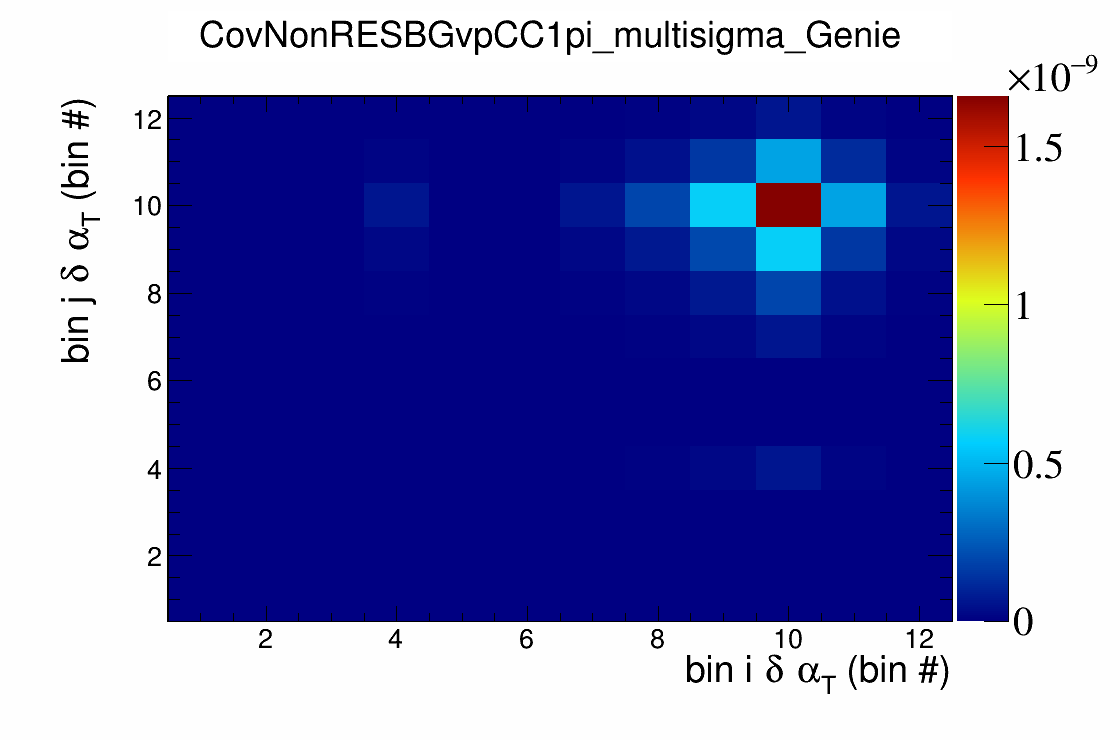 CovNonRESBGvpCC1pi_multisigma_Genie
×10⁻⁹
bin j δ α_T (bin #)
12
10
8
6
4
2
1.5
1
0.5
0
2 4 6 8 10 12
bin i δ α_T (bin #)